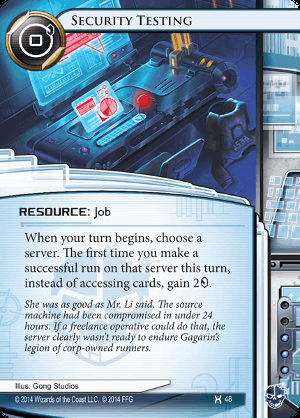 SECURITY TESTING
RESOURCE: Job
When your turn begins, choose a
server. The first time you make a
successful run on that server this turn,
instead of accessing cards, gain 2
She was as good as Mr. Li said. The source
machine had been compromised in under 24
hours. If a freelance operative could do that, the
server clearly wasn't ready to endure Gagarin's
legion of corp-owned runners.
Illus. Gong Studios
© 2014 Wizards of the Coast LLC. © 2014 FFG
48